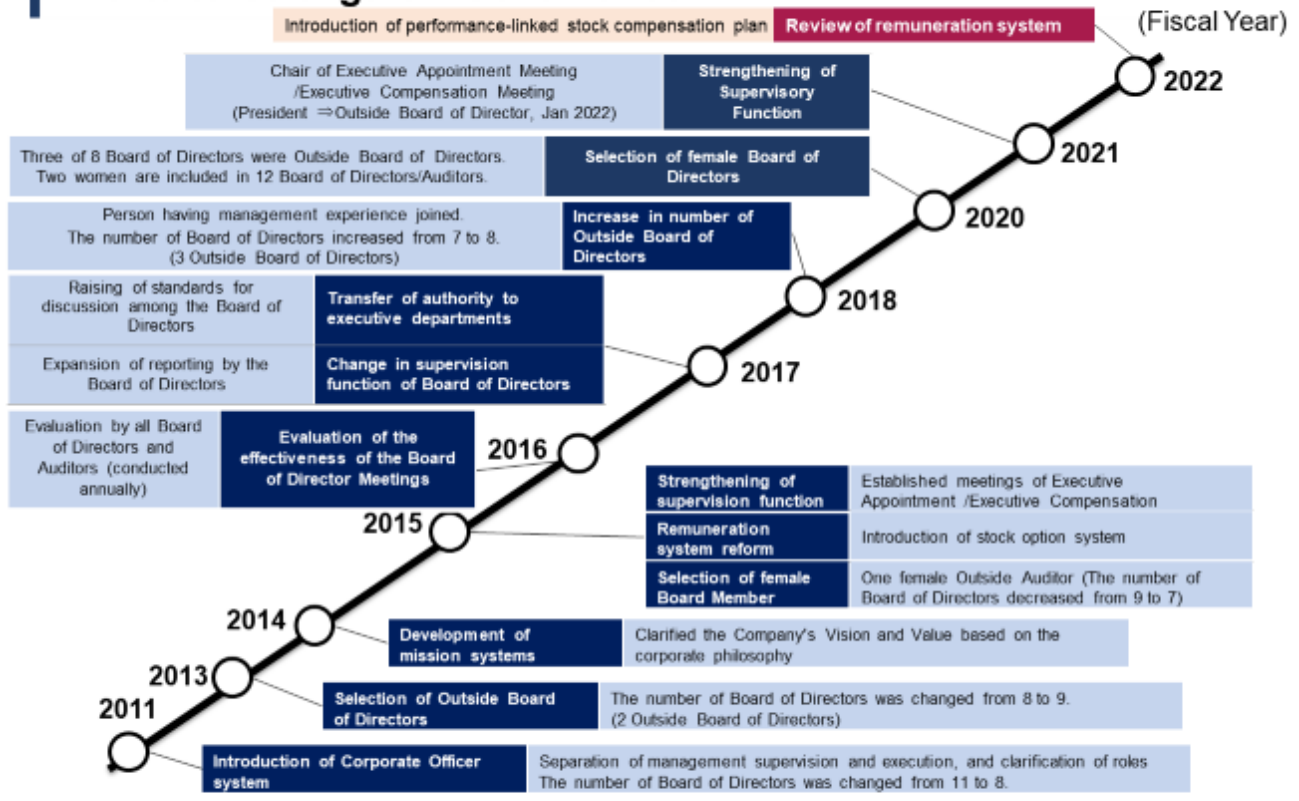 (Fiscal Year)
Introduction of performance-linked stock compensation plan
Review of remuneration system
2022
Chair of Executive Appointment Meeting
/Executive Compensation Meeting
(President ⇒Outside Board of Director, Jan 2022)
Strengthening of
Supervisory
Function
2021
Three of 8 Board of Directors were Outside Board of Directors.
Two women are included in 12 Board of Directors/Auditors.
Selection of female Board of
Directors
2020
Person having management experience joined.
The number of Board of Directors increased from 7 to 8.
(3 Outside Board of Directors)
Increase in number of
Outside Board of
Directors
2018
Raising of standards for
discussion among the Board of
Directors
Transfer of authority to
executive departments
Expansion of reporting by the
Board of Directors
Change in supervision
function of Board of Directors
2017
Evaluation by all Board
of Directors and
Auditors (conducted
annually)
Evaluation of the
effectiveness of the Board
of Director Meetings
2016
2015
Strengthening of
supervision function
Established meetings of Executive
Appointment /Executive Compensation
Remuneration
system reform
Introduction of stock option system
Selection of female
Board Member
One female Outside Auditor (The number of
Board of Directors decreased from 9 to 7)
2014
Development of
mission systems
Clarified the Company's Vision and Value based on the
corporate philosophy
2013
Selection of Outside Board
of Directors
The number of Board of Directors was changed from 8 to 9.
(2 Outside Board of Directors)
2011
Introduction of Corporate Officer
system
Separation of management supervision and execution, and clarification of roles
The number of Board of Directors was changed from 11 to 8.